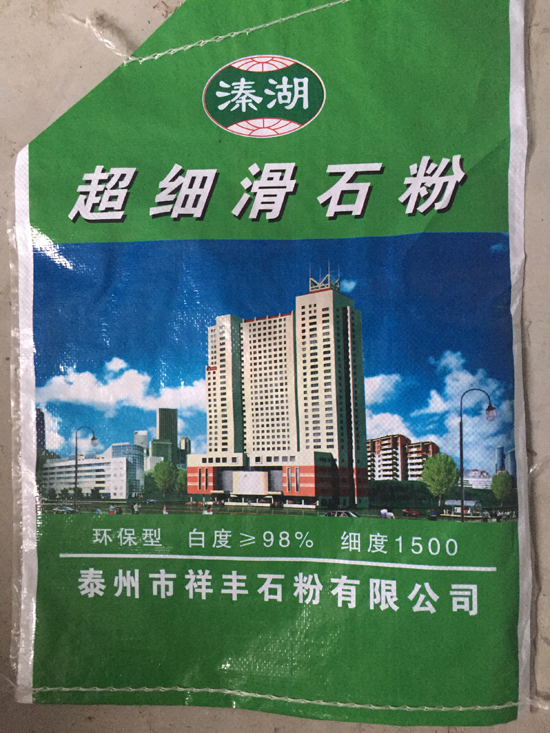 溱湖
超细滑石粉
环保型 白度≥98% 细度1500
泰州市祥丰石粉有限公司